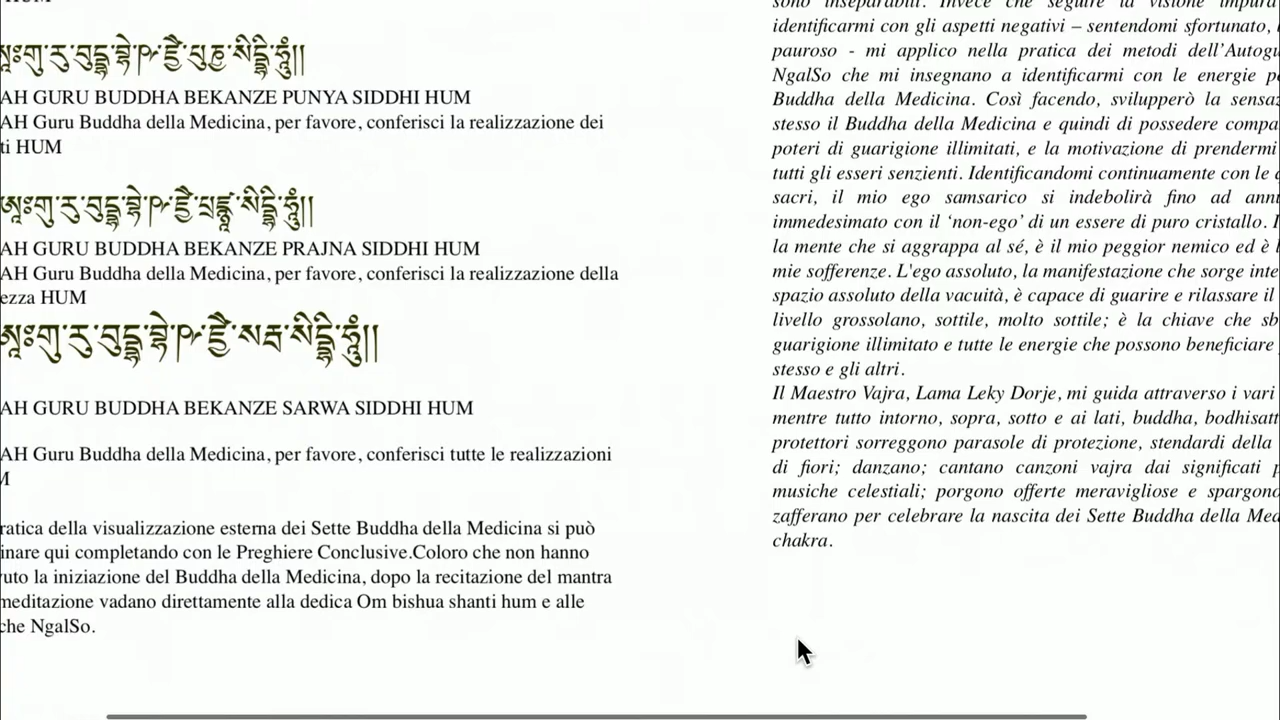 HUM
ཨཱཿགུ་རུ་བུདྡྷ་བྷེ་ཥ་ཛྱེ་པུཎྱ་སིདྡྷི་ཧཱུྃ།།
AH GURU BUDDHA BEKANZE PUNYA SIDDHI HUM
AH Guru Buddha della Medicina, per favore, conferisci la realizzazione dei
ti HUM
AH GURU BUDDHA BEKANZE PRAJNA SIDDHI HUM
AH Guru Buddha della Medicina, per favore, conferisci la realizzazione della
ezza HUM
AH GURU BUDDHA BEKANZE SARWA SIDDHI HUM
AH Guru Buddha della Medicina, per favore, conferisci tutte le realizzazioni
M
ratica della visualizzazione esterna dei Sette Buddha della Medicina si può
inare qui completando con le Preghiere Conclusive.Coloro che non hanno
uto la iniziazione del Buddha della Medicina, dopo la recitazione del mantra
meditazione vadano direttamente alla dedica Om bishua shanti hum e alle
che NgalSo.
sono inseparabili. Invece che seguire la visione impura
identificarmi con gli aspetti negativi – sentendomi sfortunato,
pauroso - mi applico nella pratica dei metodi dell'Autogu
NgalSo che mi insegnano a identificarmi con le energie p
Buddha della Medicina. Così facendo, svilupperò la sensa
stesso il Buddha della Medicina e quindi di possedere compa
poteri di guarigione illimitati, e la motivazione di prendermi
tutti gli esseri senzienti. Identificandomi continuamente con le
sacri, il mio ego samsarico si indebolirà fino ad ann
immedesimato con il ‘non-ego’ di un essere di puro cristallo.
la mente che si aggrappa al sé, è il mio peggior nemico ed è
mie sofferenze. L'ego assoluto, la manifestazione che sorge inte
spazio assoluto della vacuità, è capace di guarire e rilassare il
livello grossolano, sottile, molto sottile; è la chiave che sb
guarigione illimitato e tutte le energie che possono beneficiare
stesso e gli altri.
Il Maestro Vajra, Lama Leky Dorje, mi guida attraverso i vari
mentre tutto intorno, sopra, sotto e ai lati, buddha, bodhisatt
protettori sorreggono parasole di protezione, stendardi della
di fiori; danzano; cantano canzoni vajra dai significati p
musiche celestiali; porgono offerte meravigliose e spargono
zafferano per celebrare la nascita dei Sette Buddha della Med
chakra.